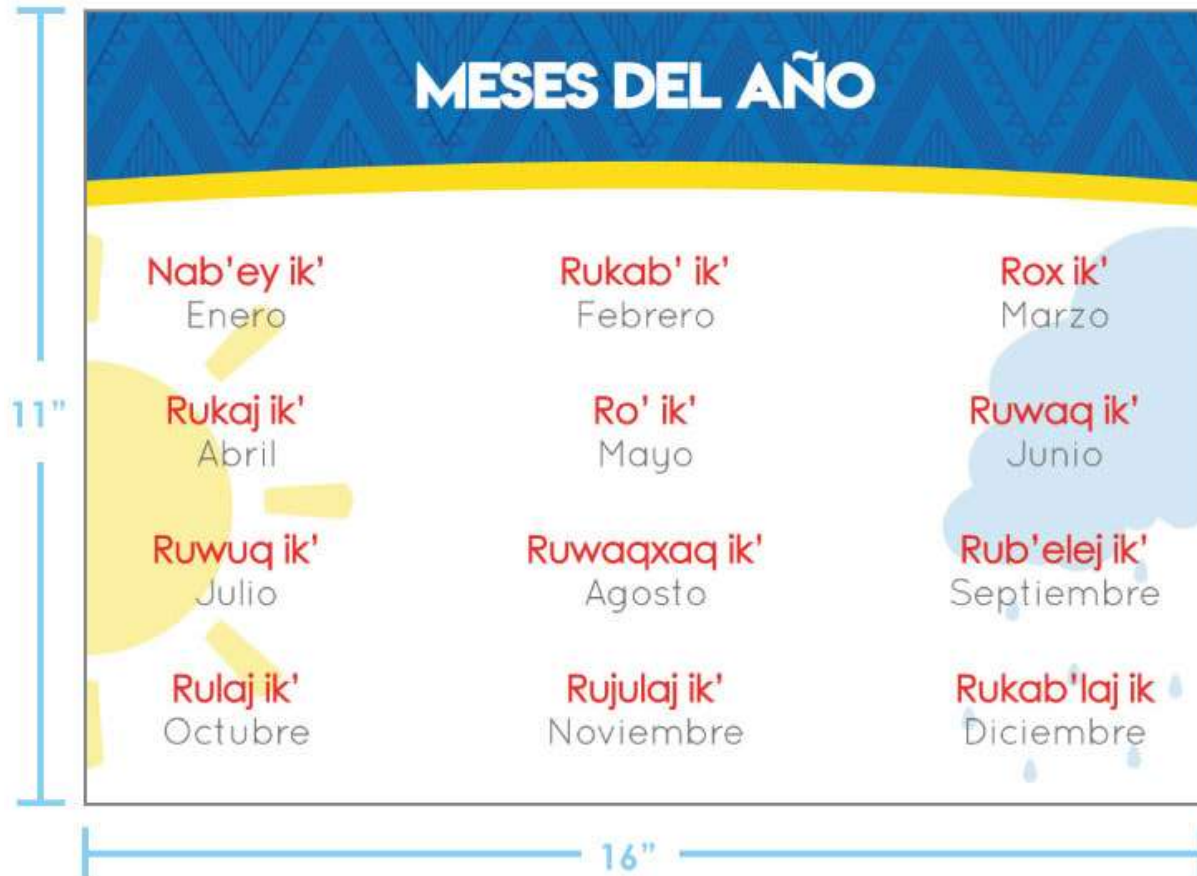 MESES DEL AÑO
Nab'ey ik'
Enero
Rukab' ik'
Febrero
Rox ik'
Marzo
Rukaj ik'
Abril
Ro' ik'
Mayo
Ruwaq ik'
Junio
Ruwuq ik'
Julio
Ruwaqxaq ik'
Agosto
Rub'elej ik'
Septiembre
Rulaj ik'
Octubre
Rujulaj ik'
Noviembre
Rukab'laj ik
Diciembre
11”
16”